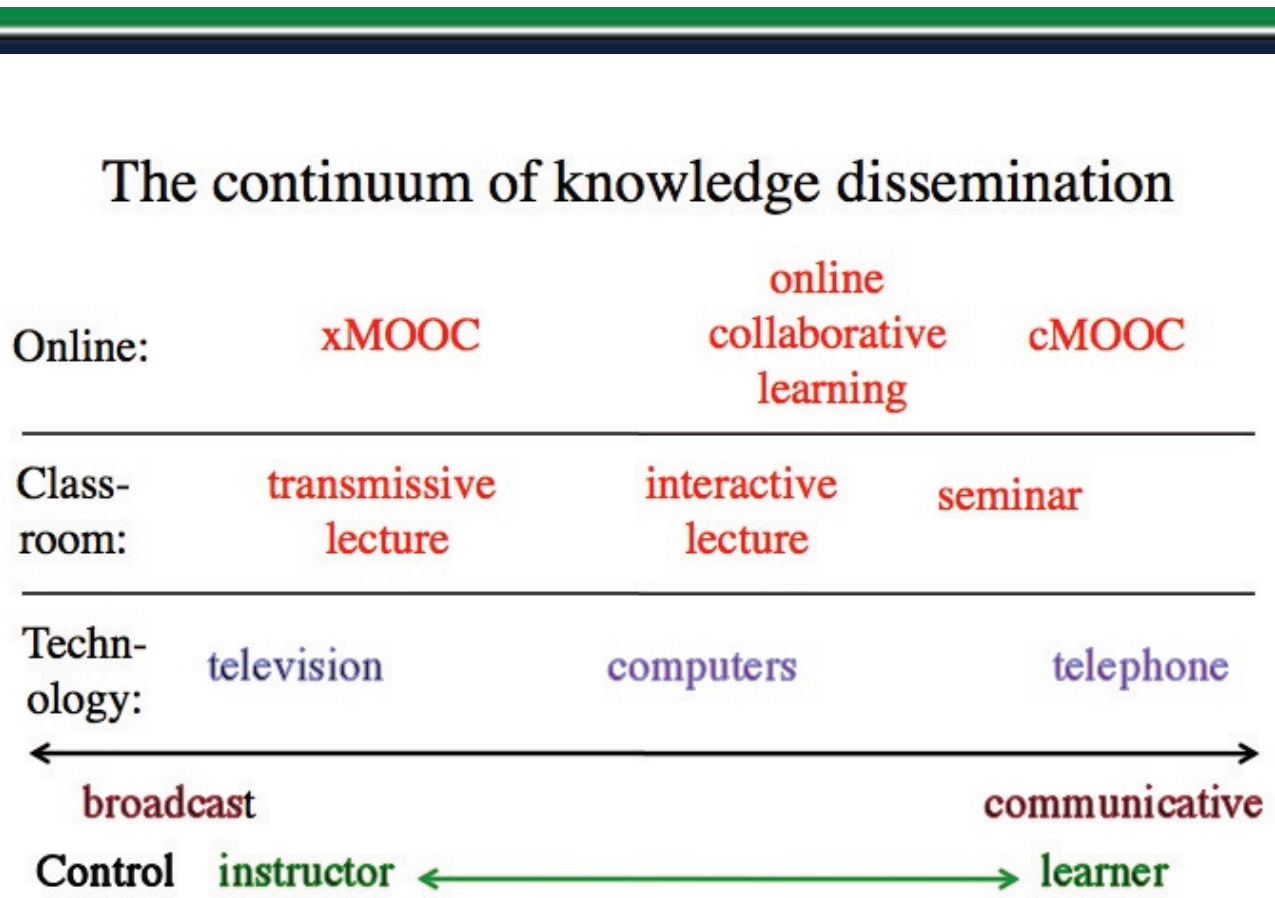 The continuum of knowledge dissemination
Online: xMOOC online collaborative learning cMOOC
Class-room: transmissive lecture interactive lecture seminar
Techn-ology: television computers telephone
broadcast communicative
Control instructor learner